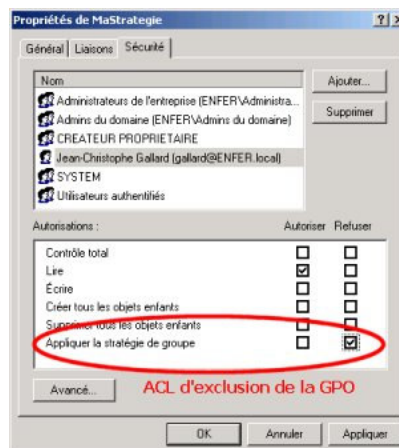 Propriétés de MaStrategie
Général Liaisons Sécurité
Nom
Administrateurs de l'entreprise (ENFER\Administra...
Admins du domaine (ENFER\Admins du domaine)
CREATEUR PROPRIETAIRE
Jean-Christophe Gallard (gallard@ENFER.local)
SYSTEM
Utilisateurs authentifiés
Ajouter...
Supprimer
Autorisations : Autoriser Refuser
Contrôle total
Lire
Écrire
Créer tous les objets enfants
Supprimer tous les objets enfants
Appliquer la stratégie de groupe
Avancé... ACL d'exclusion de la GPO
OK Annuler Appliquer